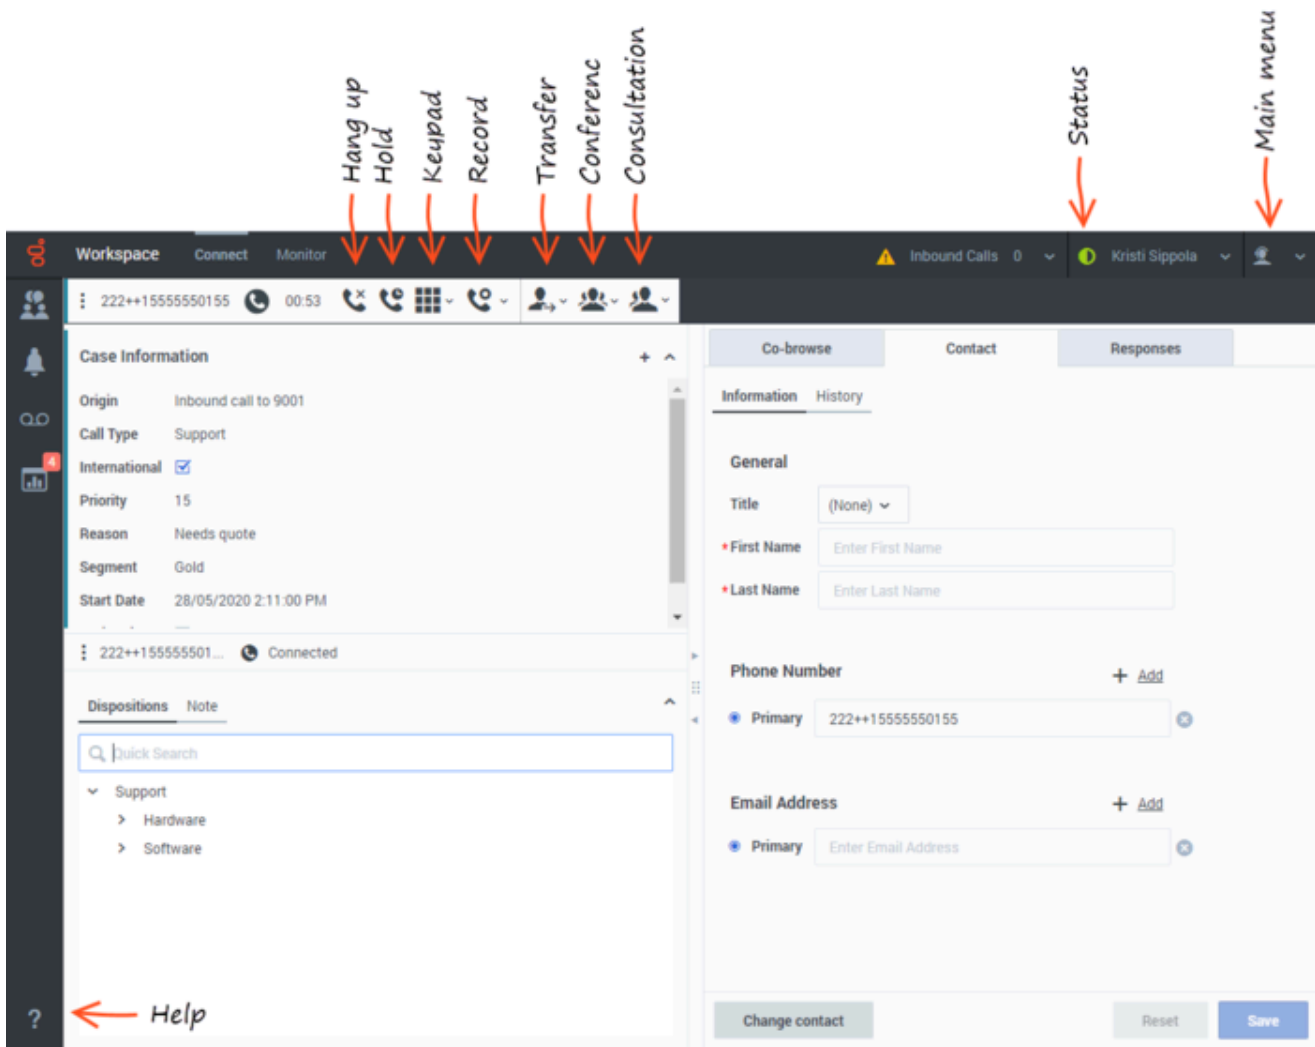 Hang up
Hold
Keypad
Record
Transfer
Conferenc
Consultation
Status
Main menu
Workspace Connect Monitor
Inbound Calls 0
Kristi Sippola
222++15555550155 00:53
Case Information
Origin Inbound call to 9001
Call Type Support
International
Priority 15
Reason Needs quote
Segment Gold
Start Date 28/05/2020 2:11:00 PM
4
222++155555501... Connected
Dispositions Note
Quick Search
Support
Hardware
Software
? Help
Co-browse Contact Responses
Information History
General
Title (None)
*First Name Enter First Name
*Last Name Enter Last Name
Phone Number + Add
Primary 222++15555550155
Email Address + Add
Primary Enter Email Address
Change contact Reset Save